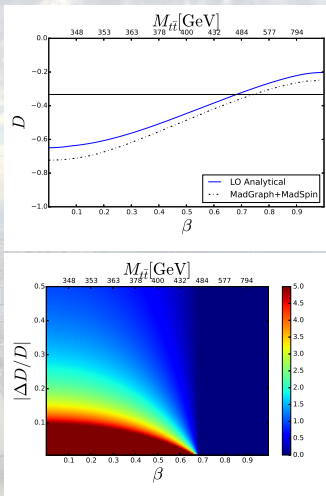 M_{tt̄}[GeV]
348 353 363 378 400 432 484 577 794
0.0
−0.2
−0.4
−0.6
−0.8
−1.0
D
LO Analytical
MadGraph+MadSpin
0.1 0.2 0.3 0.4 0.5 0.6 0.7 0.8 0.9
β
M_{tt̄}[GeV]
348 353 363 378 400 432 484 577 794
0.5
0.4
0.3
0.2
0.1
|ΔD/D|
0.1 0.2 0.3 0.4 0.5 0.6 0.7 0.8 0.9
β
5.0
4.5
4.0
3.5
3.0
2.5
2.0
1.5
1.0
0.5
0.0